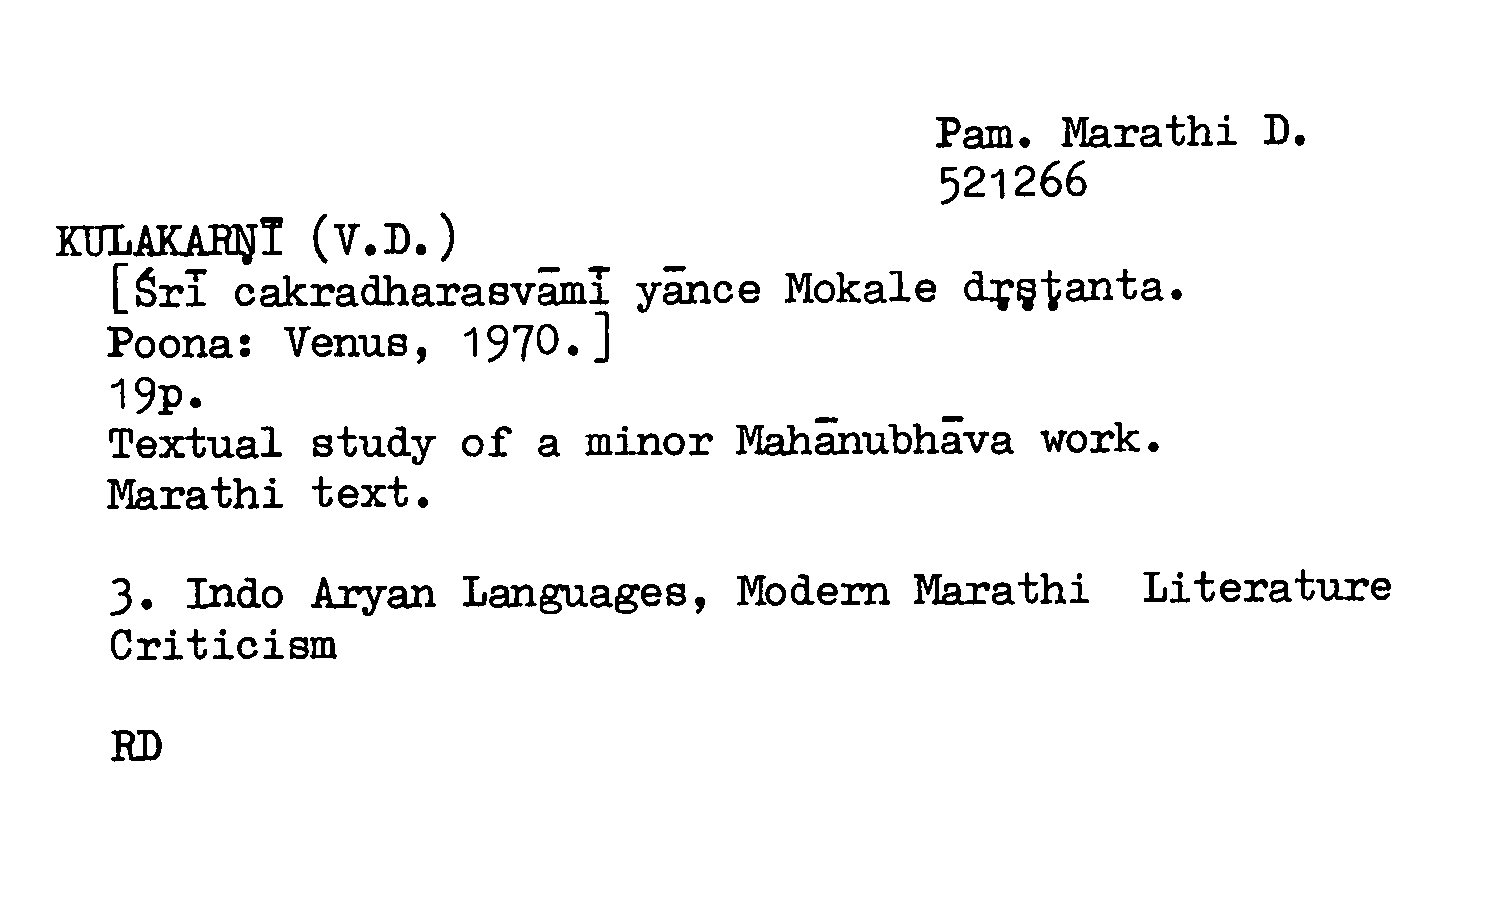 Pam. Marathi D.
521266
KULAKARṆĪ (V.D.)
[Śrī cakradharasvāmī yānce Mokale dṛṣṭanta.
Poona: Venus, 1970.]
19p.
Textual study of a minor Mahānubhāva work.
Marathi text.
3. Indo Aryan Languages, Modern Marathi Literature
Criticism
RD